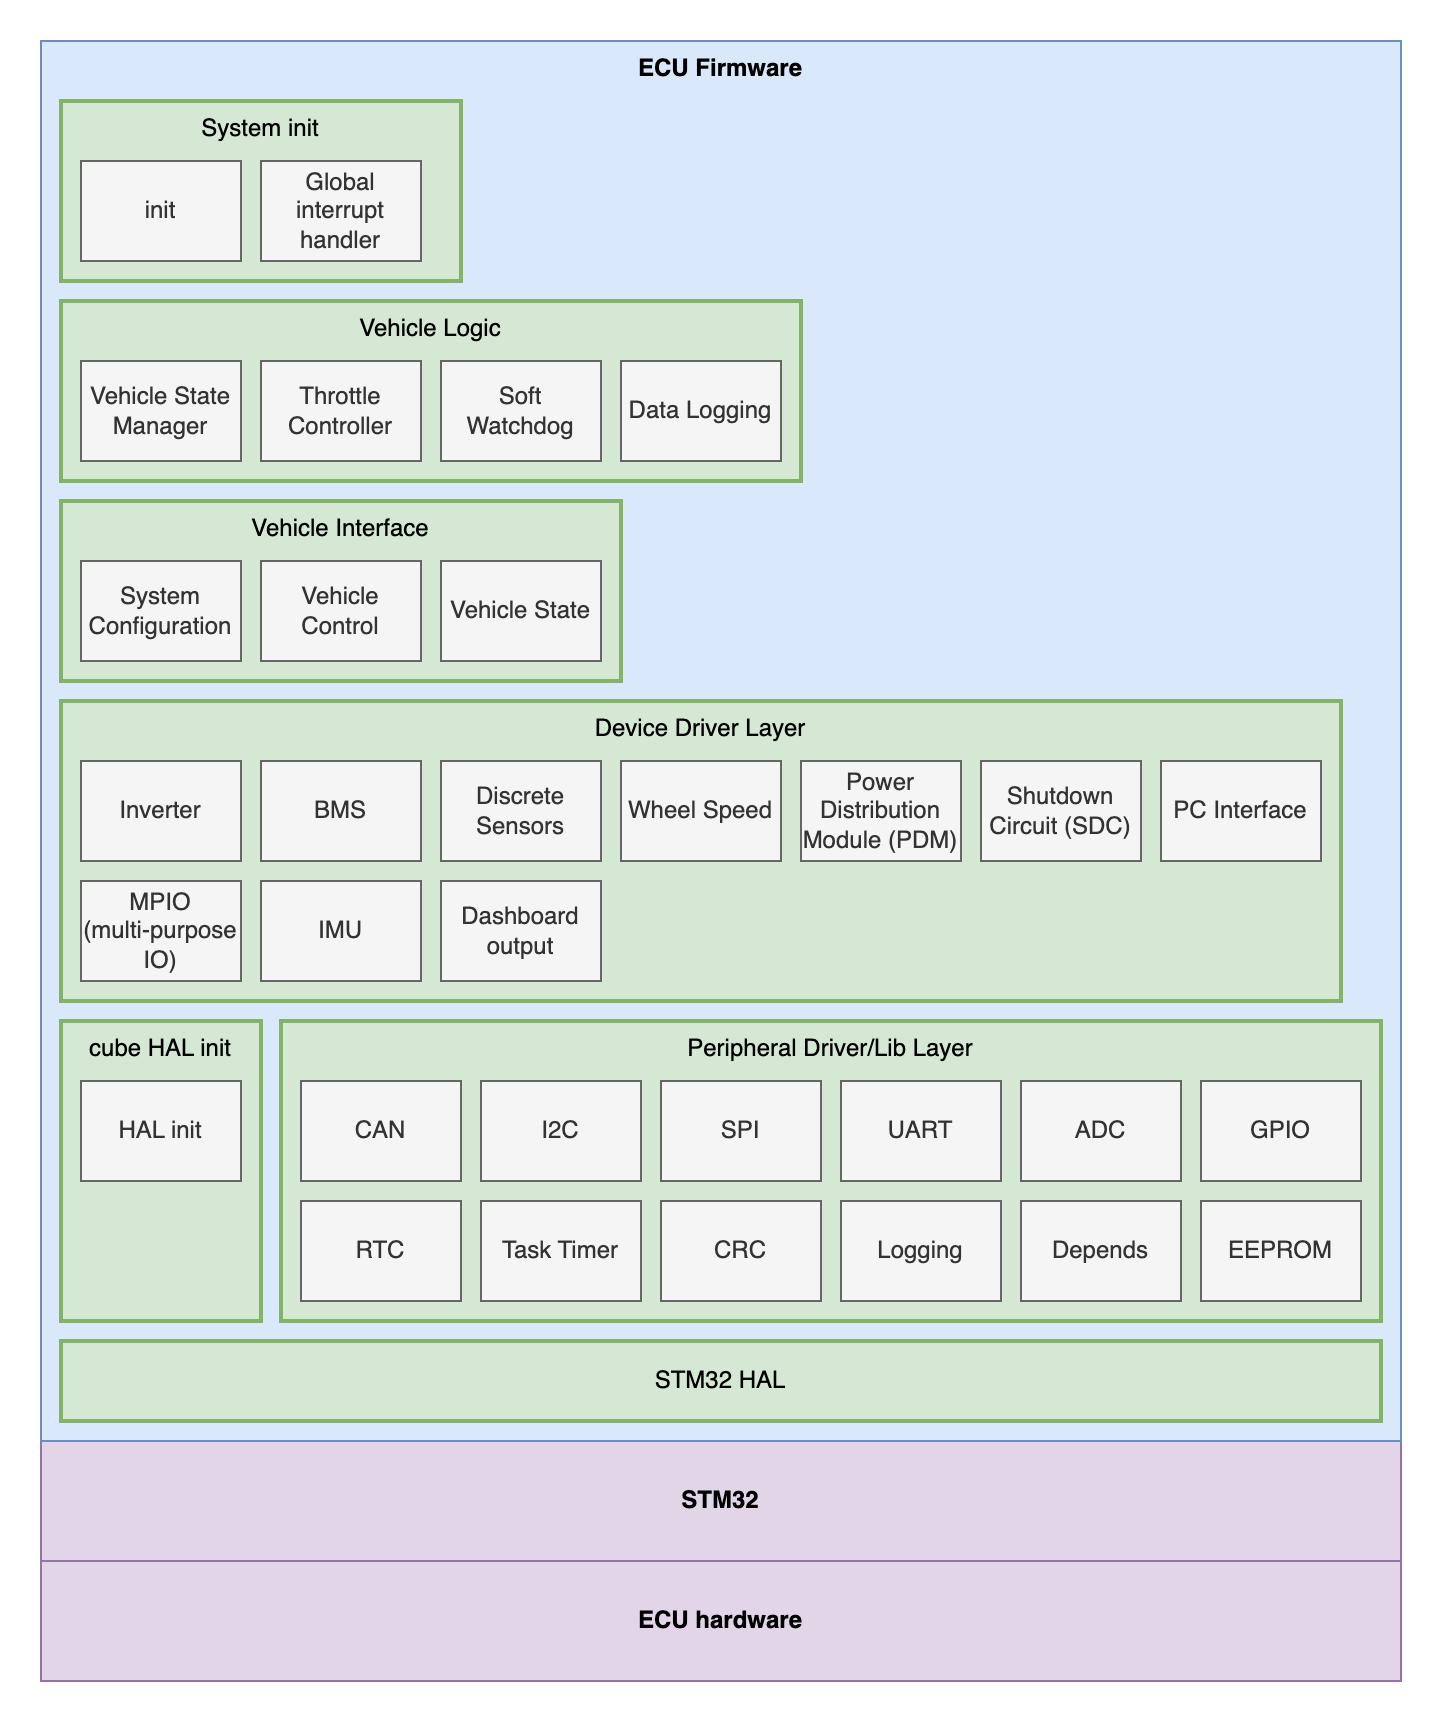 ECU Firmware
System init
init
Global
interrupt
handler
Vehicle Logic
Vehicle State
Manager
Throttle
Controller
Soft
Watchdog
Data Logging
Vehicle Interface
System
Configuration
Vehicle
Control
Vehicle State
Device Driver Layer
Inverter
BMS
Discrete
Sensors
Wheel Speed
Power
Distribution
Module (PDM)
Shutdown
Circuit (SDC)
PC Interface
MPIO
(multi-purpose
IO)
IMU
Dashboard
output
cube HAL init
HAL init
Peripheral Driver/Lib Layer
CAN
I2C
SPI
UART
ADC
GPIO
RTC
Task Timer
CRC
Logging
Depends
EEPROM
STM32 HAL
STM32
ECU hardware